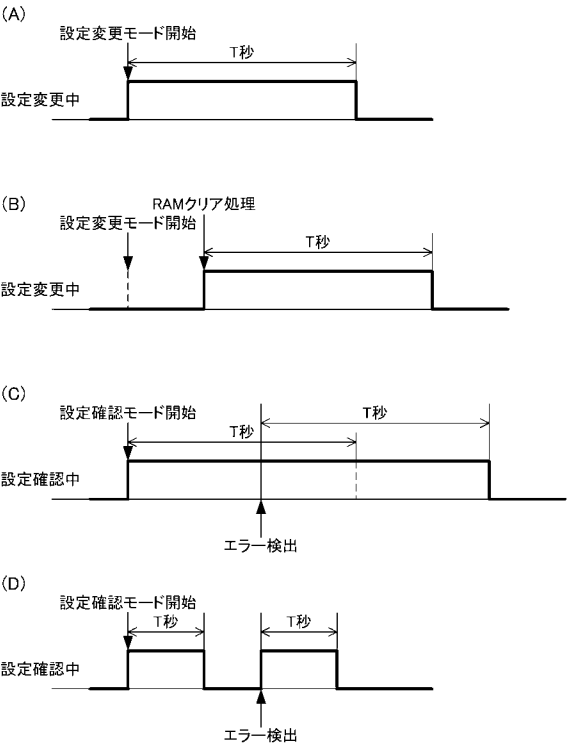 (A)
設定変更モード開始
T秒
設定変更中
(B)
RAMクリア処理
設定変更モード開始
T秒
設定変更中
(C)
設定確認モード開始
T秒
T秒
設定確認中
エラー検出
(D)
設定確認モード開始
T秒
T秒
設定確認中
エラー検出